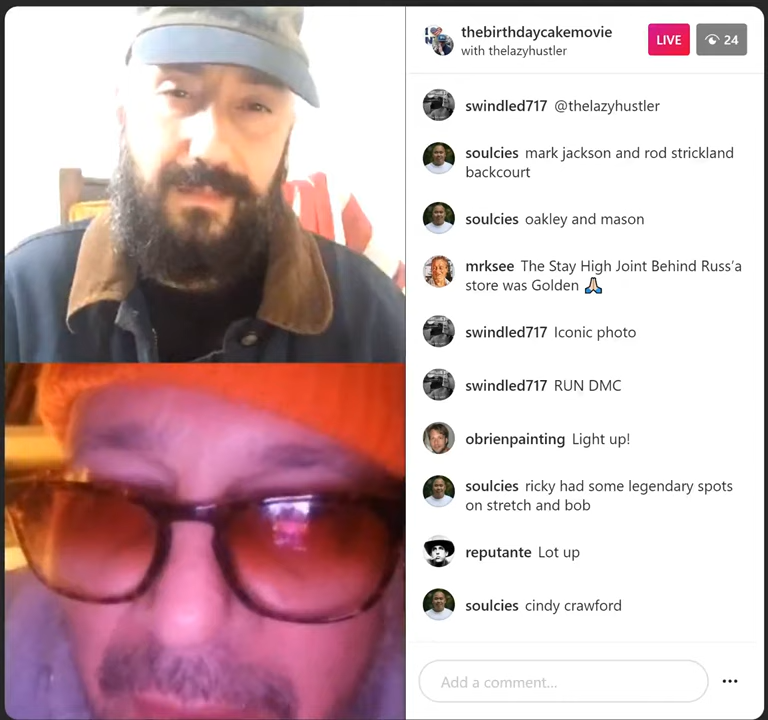 thebirthdaycakemovie
with thelazyhustler
LIVE
24
swindled717 @thelazyhustler
soulcies mark jackson and rod strickland
backcourt
soulcies oakley and mason
mrksee The Stay High Joint Behind Russ’a
store was Golden 🙏
swindled717 Iconic photo
swindled717 RUN DMC
obrienpainting Light up!
soulcies ricky had some legendary spots
on stretch and bob
reputante Lot up
soulcies cindy crawford
Add a comment...